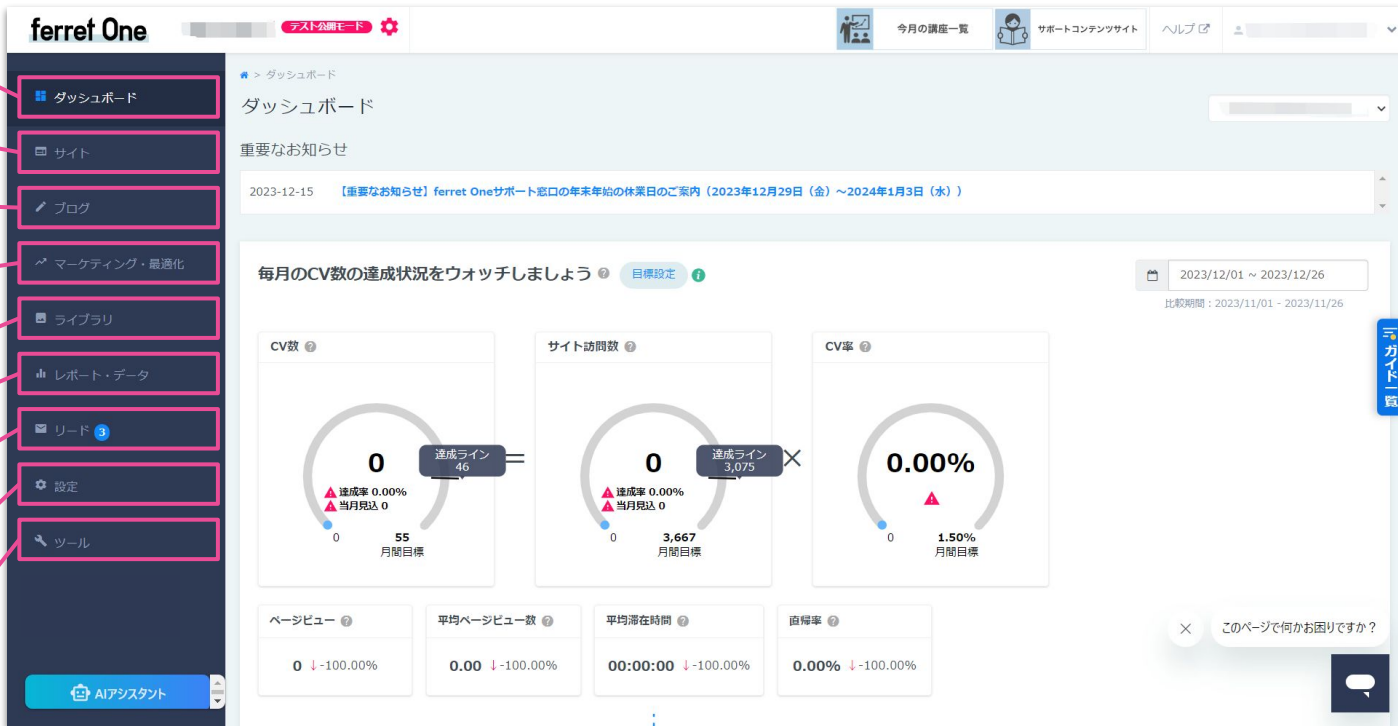 ferret One
テスト公開モード
今月の講座一覧
サポートコンテンツサイト
ヘルプ
ダッシュボード
サイト
ブログ
マーケティング・最適化
ライブラリ
レポート・データ
リード 3
設定
ツール
AIアシスタント
> ダッシュボード
ダッシュボード
重要なお知らせ
2023-12-15 【重要なお知らせ】ferret Oneサポート窓口の年末年始の休業日のご案内（2023年12月29日（金）～2024年1月3日（水））
毎月のCV数の達成状況をウォッチしましょう ? 目標設定 i
2023/12/01 ~ 2023/12/26
比較期間：2023/11/01 - 2023/11/26
CV数 ?
0
達成率 0.00%
当月見込 0
達成ライン
46
0
55
月間目標
=
サイト訪問数 ?
0
達成率 0.00%
当月見込 0
達成ライン
3,075
0
3,667
月間目標
×
CV率 ?
0.00%
0
1.50%
月間目標
ページビュー ?
0 ↓-100.00%
平均ページビュー数 ?
0.00 ↓-100.00%
平均滞在時間 ?
00:00:00 ↓-100.00%
直帰率 ?
0.00% ↓-100.00%
ガイド一覧
× このページで何かお困りですか？